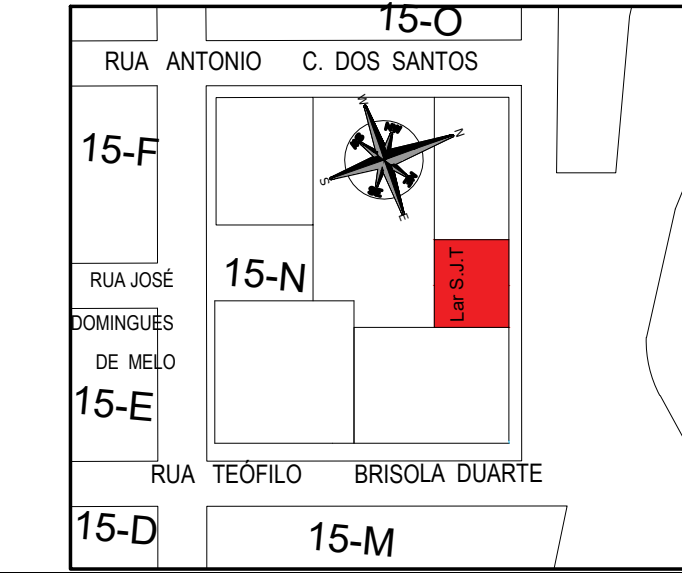 15-O
RUA ANTONIO C. DOS SANTOS
15-F
W
N
S
E
15-N
Lar S.J.T
RUA JOSÉ
DOMINGUES
DE MELO
15-E
RUA TEÓFILO BRISOLA DUARTE
15-D
15-M